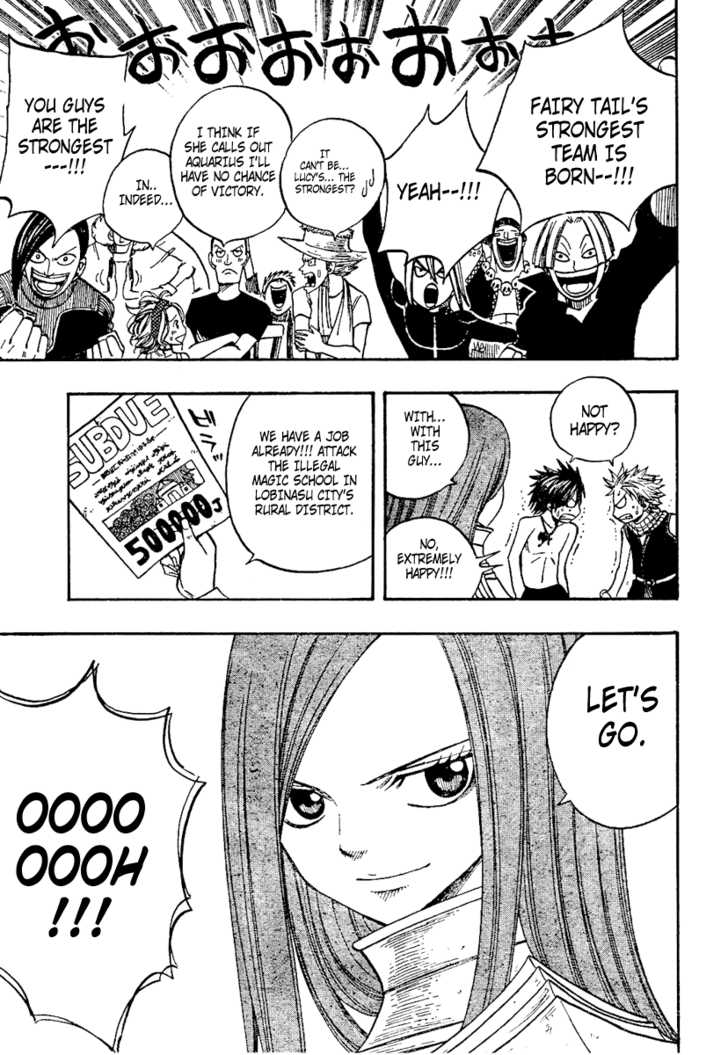 おおおおおおおお
FAIRY TAIL'S
STRONGEST
TEAM IS
BORN--!!!
YEAH--!!!
IT
CAN'T BE...
LUCY'S... THE
STRONGEST?
I THINK IF
SHE CALLS OUT
AQUARIUS I'LL
HAVE NO CHANCE
OF VICTORY.
IN..
INDEED...
YOU GUYS
ARE THE
STRONGEST
---!!!
NOT
HAPPY?
WITH...
WITH
THIS
GUY...
NO,
EXTREMELY
HAPPY!!!
WE HAVE A JOB
ALREADY!!! ATTACK
THE ILLEGAL
MAGIC SCHOOL IN
LOBINASU CITY'S
RURAL DISTRICT.
SUBDUE
500000J
LET'S
GO.
OOOO
OOOH
!!!